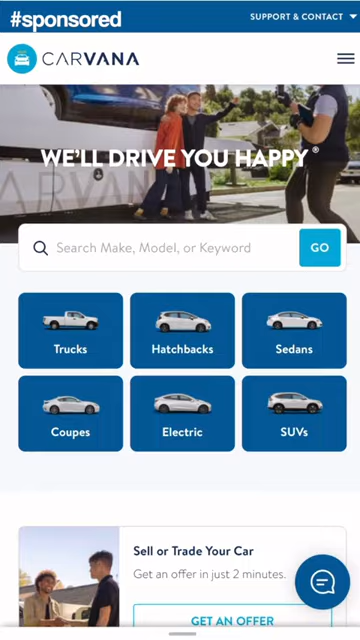 #sponsored
SUPPORT & CONTACT
CARVANA
WE'LL DRIVE YOU HAPPY®
CARVAN
Search Make, Model, or Keyword
GO
Trucks
Hatchbacks
Sedans
Coupes
Electric
SUVs
Sell or Trade Your Car
Get an offer in just 2 minutes.
GET AN OFFER